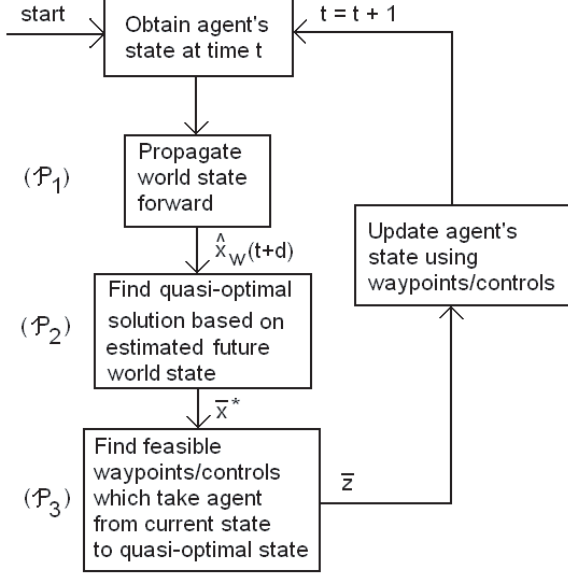 start
t = t + 1
Obtain agent's
state at time t
(𝒫₁)
Propagate
world state
forward
x̂_W(t+d)
Update agent's
state using
waypoints/controls
(𝒫₂)
Find quasi-optimal
solution based on
estimated future
world state
x̄*
(𝒫₃)
Find feasible
waypoints/controls
which take agent
from current state
to quasi-optimal state
z̄